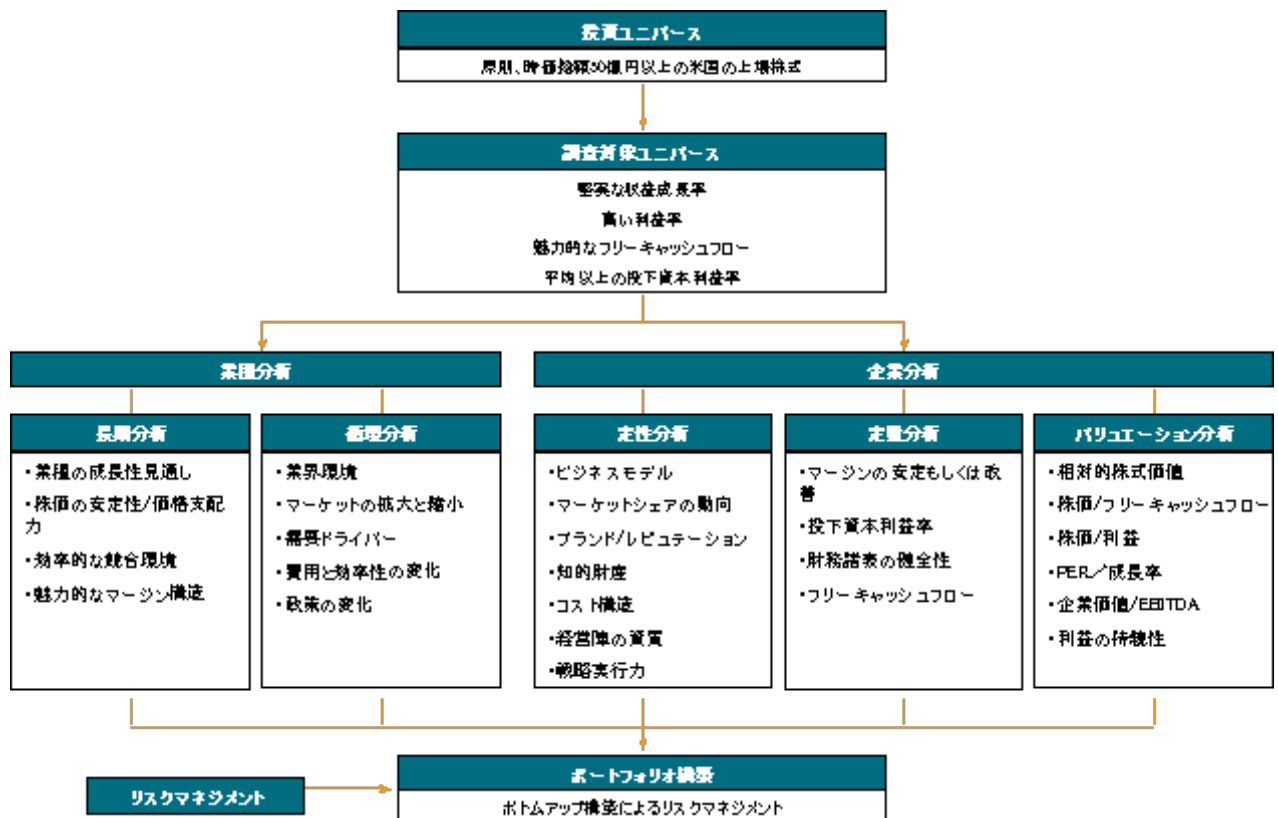 投資ユニバース
原則、時価総額50億円以上の米国の上場株式
調査対象ユニバース
堅実な収益成長率
高い利益率
魅力的なフリーキャッシュフロー
平均以上の投下資本利益率
業種分析
企業分析
長期分析
循環分析
定性分析
定量分析
バリュエーション分析
・業種の成長性見通し
・株価の安定性/価格支配
力
・効率的な競合環境
・魅力的なマージン構造
・業界環境
・マーケットの拡大と縮小
・需要ドライバー
・費用と効率性の変化
・政策の変化
・ビジネスモデル
・マーケットシェアの動向
・ブランド/レピュテーション
・知的財産
・コスト構造
・経営陣の資質
・戦略実行力
・マージンの安定もしくは改
善
・投下資本利益率
・財務諸表の健全性
・フリーキャッシュフロー
・相対的株式価値
・株価/フリーキャッシュフロー
・株価/利益
・PER／成長率
・企業価値/EBITDA
・利益の持続性
リスクマネジメント
ポートフォリオ構築
ボトムアップ構築によるリスクマネジメント